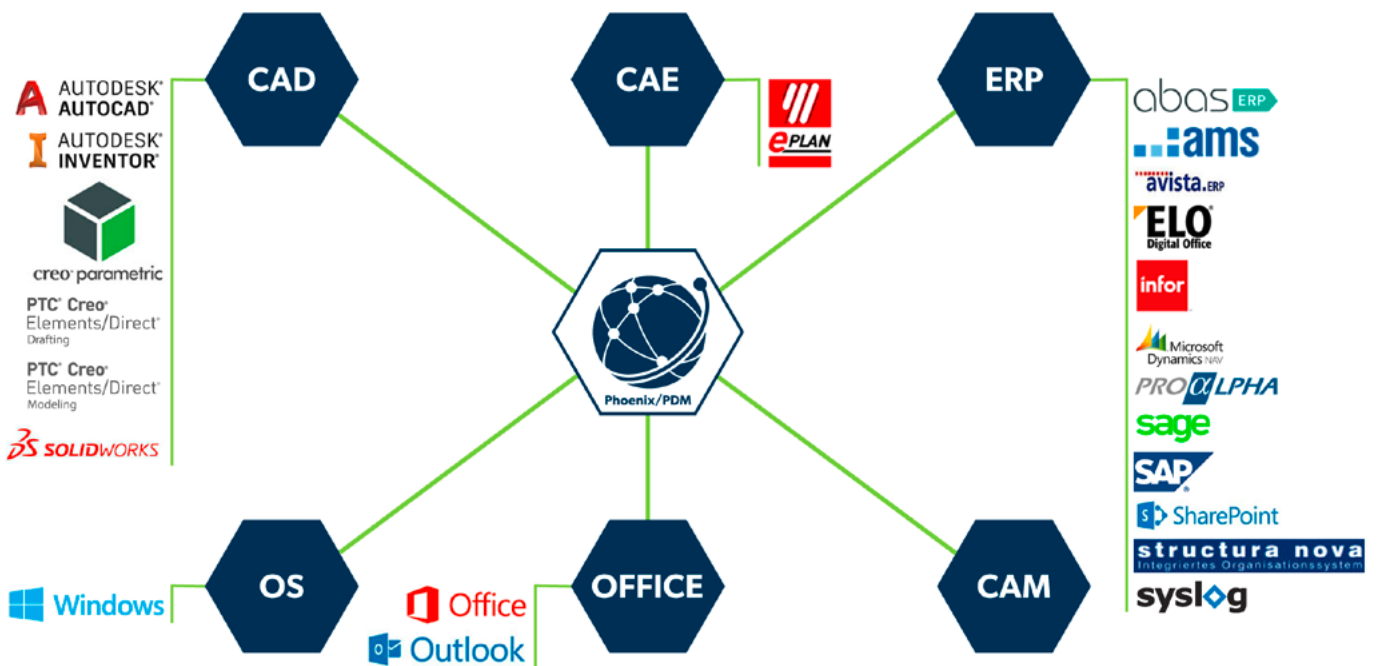 CAD
AUTODESK®
AUTOCAD®
AUTODESK®
INVENTOR®
creo® parametric
PTC® Creo®
Elements/Direct®
Drafting
PTC® Creo®
Elements/Direct®
Modeling
SOLIDWORKS
CAE
ePLAN
ERP
abas ERP
ams
avista.ERP
ELO®
Digital Office
infor
Microsoft
Dynamics NAV
PROαLPHA
sage
SAP®
S SharePoint
structura nova
Integriertes Organisationssystem
syslog
Phoenix/PDM
OS
Windows
OFFICE
Office
Outlook
CAM